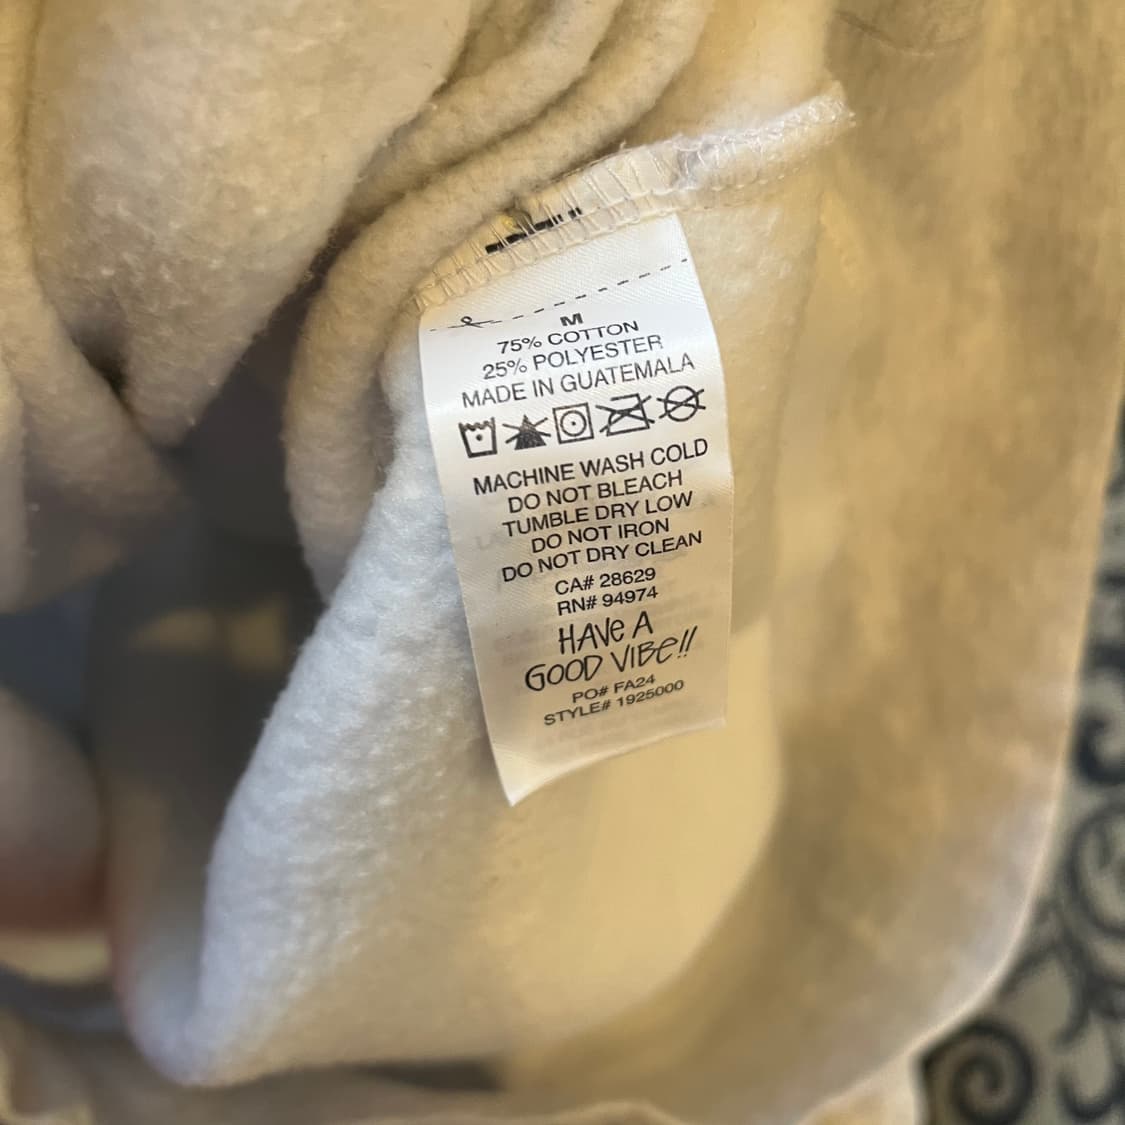 M
75% COTTON
25% POLYESTER
MADE IN GUATEMALA
MACHINE WASH COLD
DO NOT BLEACH
TUMBLE DRY LOW
DO NOT IRON
DO NOT DRY CLEAN
CA# 28629
RN# 94974
HAVE A
GOOD VIBE!!
PO# FA24
STYLE# 1925000